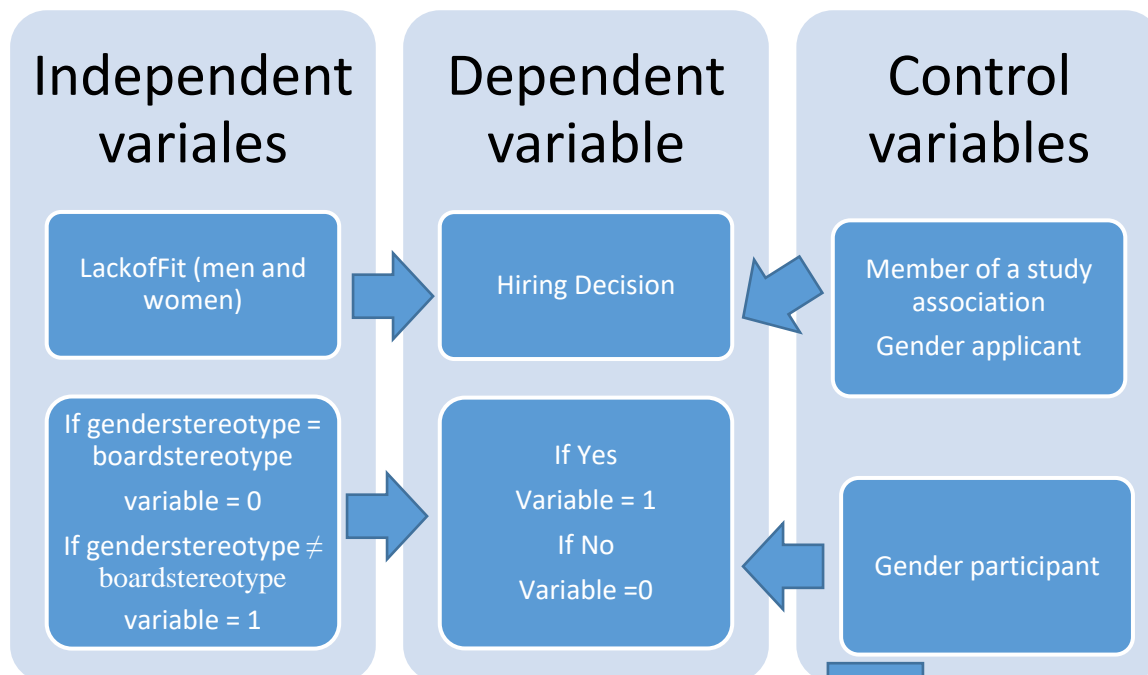 Independent
variales
LackofFit (men and
women)
If genderstereotype =
boardstereotype
variable = 0
If genderstereotype ≠
boardstereotype
variable = 1
Dependent
variable
Hiring Decision
If Yes
Variable = 1
If No
Variable =0
Control
variables
Member of a study
association
Gender applicant
Gender participant